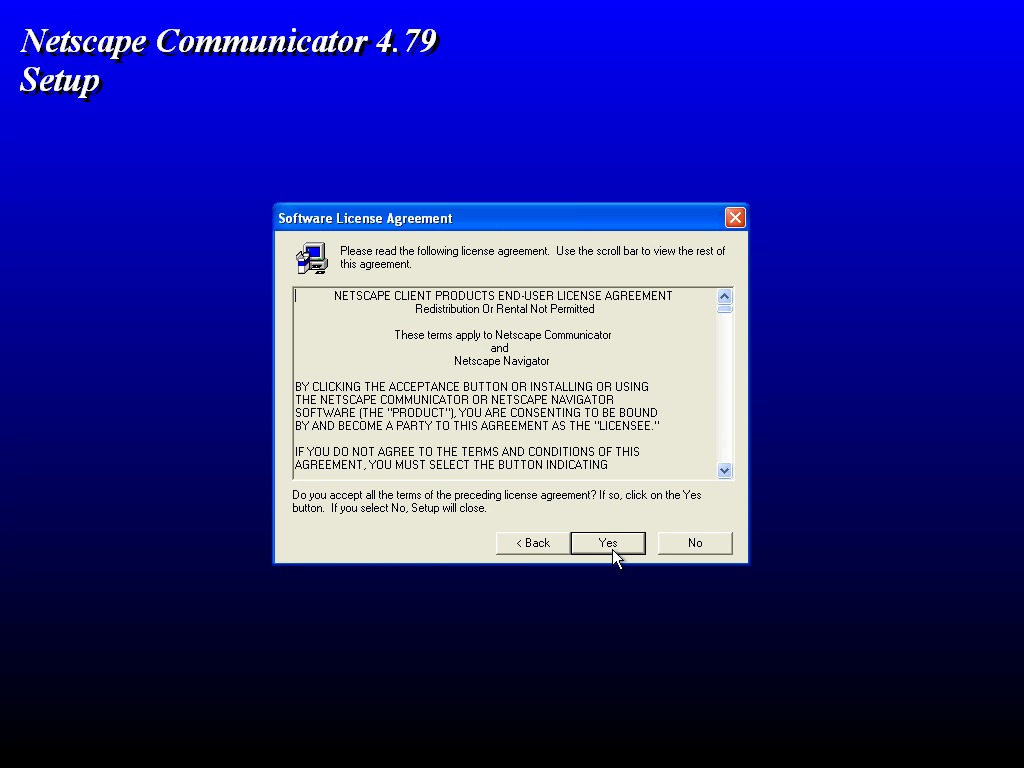 Netscape Communicator 4.79
Setup
Software License Agreement
Please read the following license agreement.  Use the scroll bar to view the rest of
this agreement.
NETSCAPE CLIENT PRODUCTS END-USER LICENSE AGREEMENT
Redistribution Or Rental Not Permitted
These terms apply to Netscape Communicator
and
Netscape Navigator
BY CLICKING THE ACCEPTANCE BUTTON OR INSTALLING OR USING
THE NETSCAPE COMMUNICATOR OR NETSCAPE NAVIGATOR
SOFTWARE (THE "PRODUCT"), YOU ARE CONSENTING TO BE BOUND
BY AND BECOME A PARTY TO THIS AGREEMENT AS THE "LICENSEE."
IF YOU DO NOT AGREE TO THE TERMS AND CONDITIONS OF THIS
AGREEMENT, YOU MUST SELECT THE BUTTON INDICATING
Do you accept all the terms of the preceding license agreement? If so, click on the Yes
button.  If you select No, Setup will close.
< Back
Yes
No